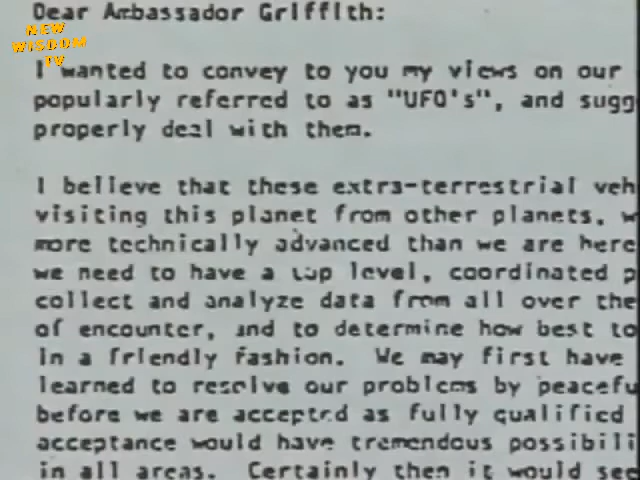 Dear Ambassador Griffith:
NEW
WISDOM
TV
I wanted to convey to you my views on our
popularly referred to as "UFO's", and sugg
properly deal with them.
I believe that these extra-terrestrial veh
visiting this planet from other planets, w
more technically advanced than we are here
we need to have a top level, coordinated p
collect and analyze data from all over the
of encounter, and to determine how best to
in a friendly fashion. We may first have
learned to resolve our problems by peacefu
before we are accepted as fully qualified
acceptance would have tremendous possibili
in all areas. Certainly then it would see